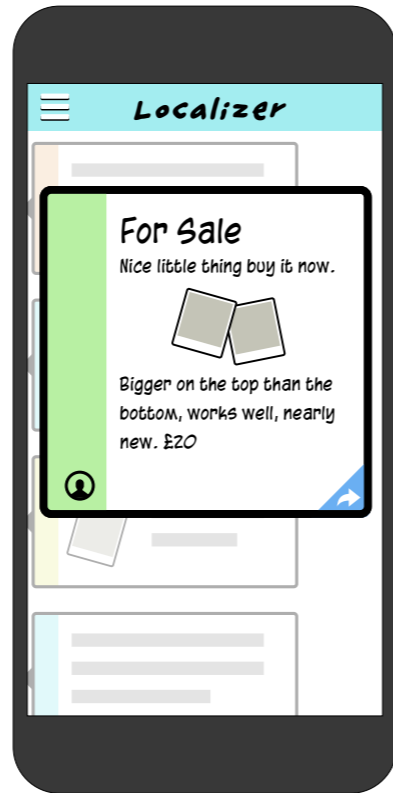 Localizer
For Sale
Nice little thing buy it now.
Bigger on the top than the
bottom, works well, nearly
new. £20